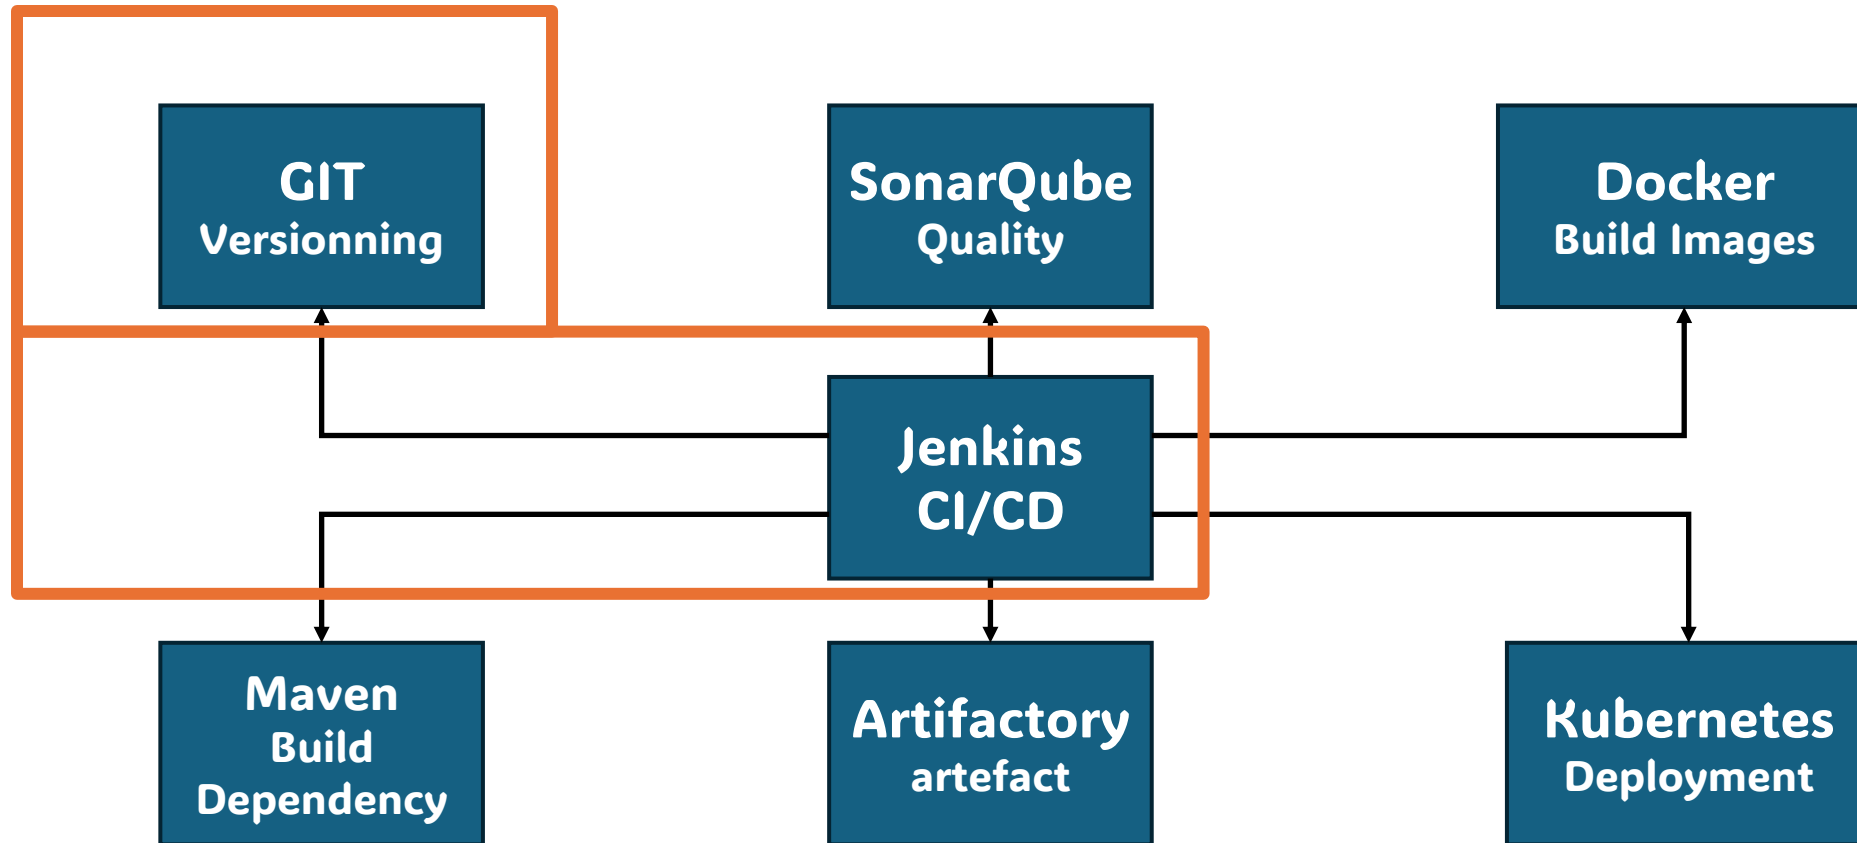 GIT
Versionning
SonarQube
Quality
Docker
Build Images
Jenkins
CI/CD
Maven
Build
Dependency
Artifactory
artefact
Kubernetes
Deployment